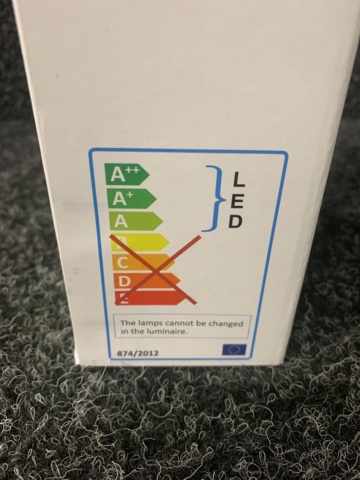 A++
A+
A
B
C
D
E
L
E
D
The lamps cannot be changed
in the luminaire.
874/2012